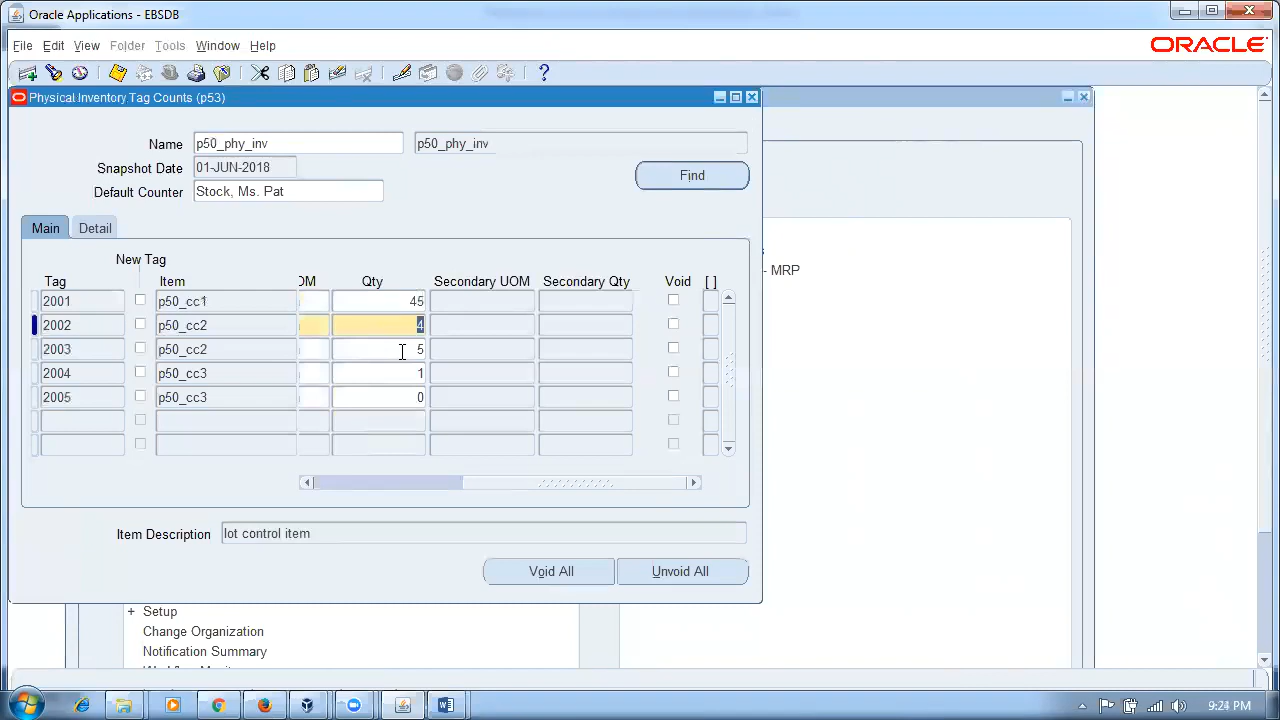 Oracle Applications - EBSDB
File Edit View Folder Tools Window Help
ORACLE
Physical Inventory Tag Counts (p53)
Name p50_phy_inv p50_phy_inv
Snapshot Date 01-JUN-2018
Default Counter Stock, Ms. Pat
Find
Main Detail
New Tag
Tag Item OM Qty Secondary UOM Secondary Qty Void [ ]
2001 p50_cc1 45
2002 p50_cc2 4
2003 p50_cc2 5
2004 p50_cc3 1
2005 p50_cc3 0
- MRP
Item Description lot control item
Void All Unvoid All
+ Setup
Change Organization
Notification Summary
9:24 PM